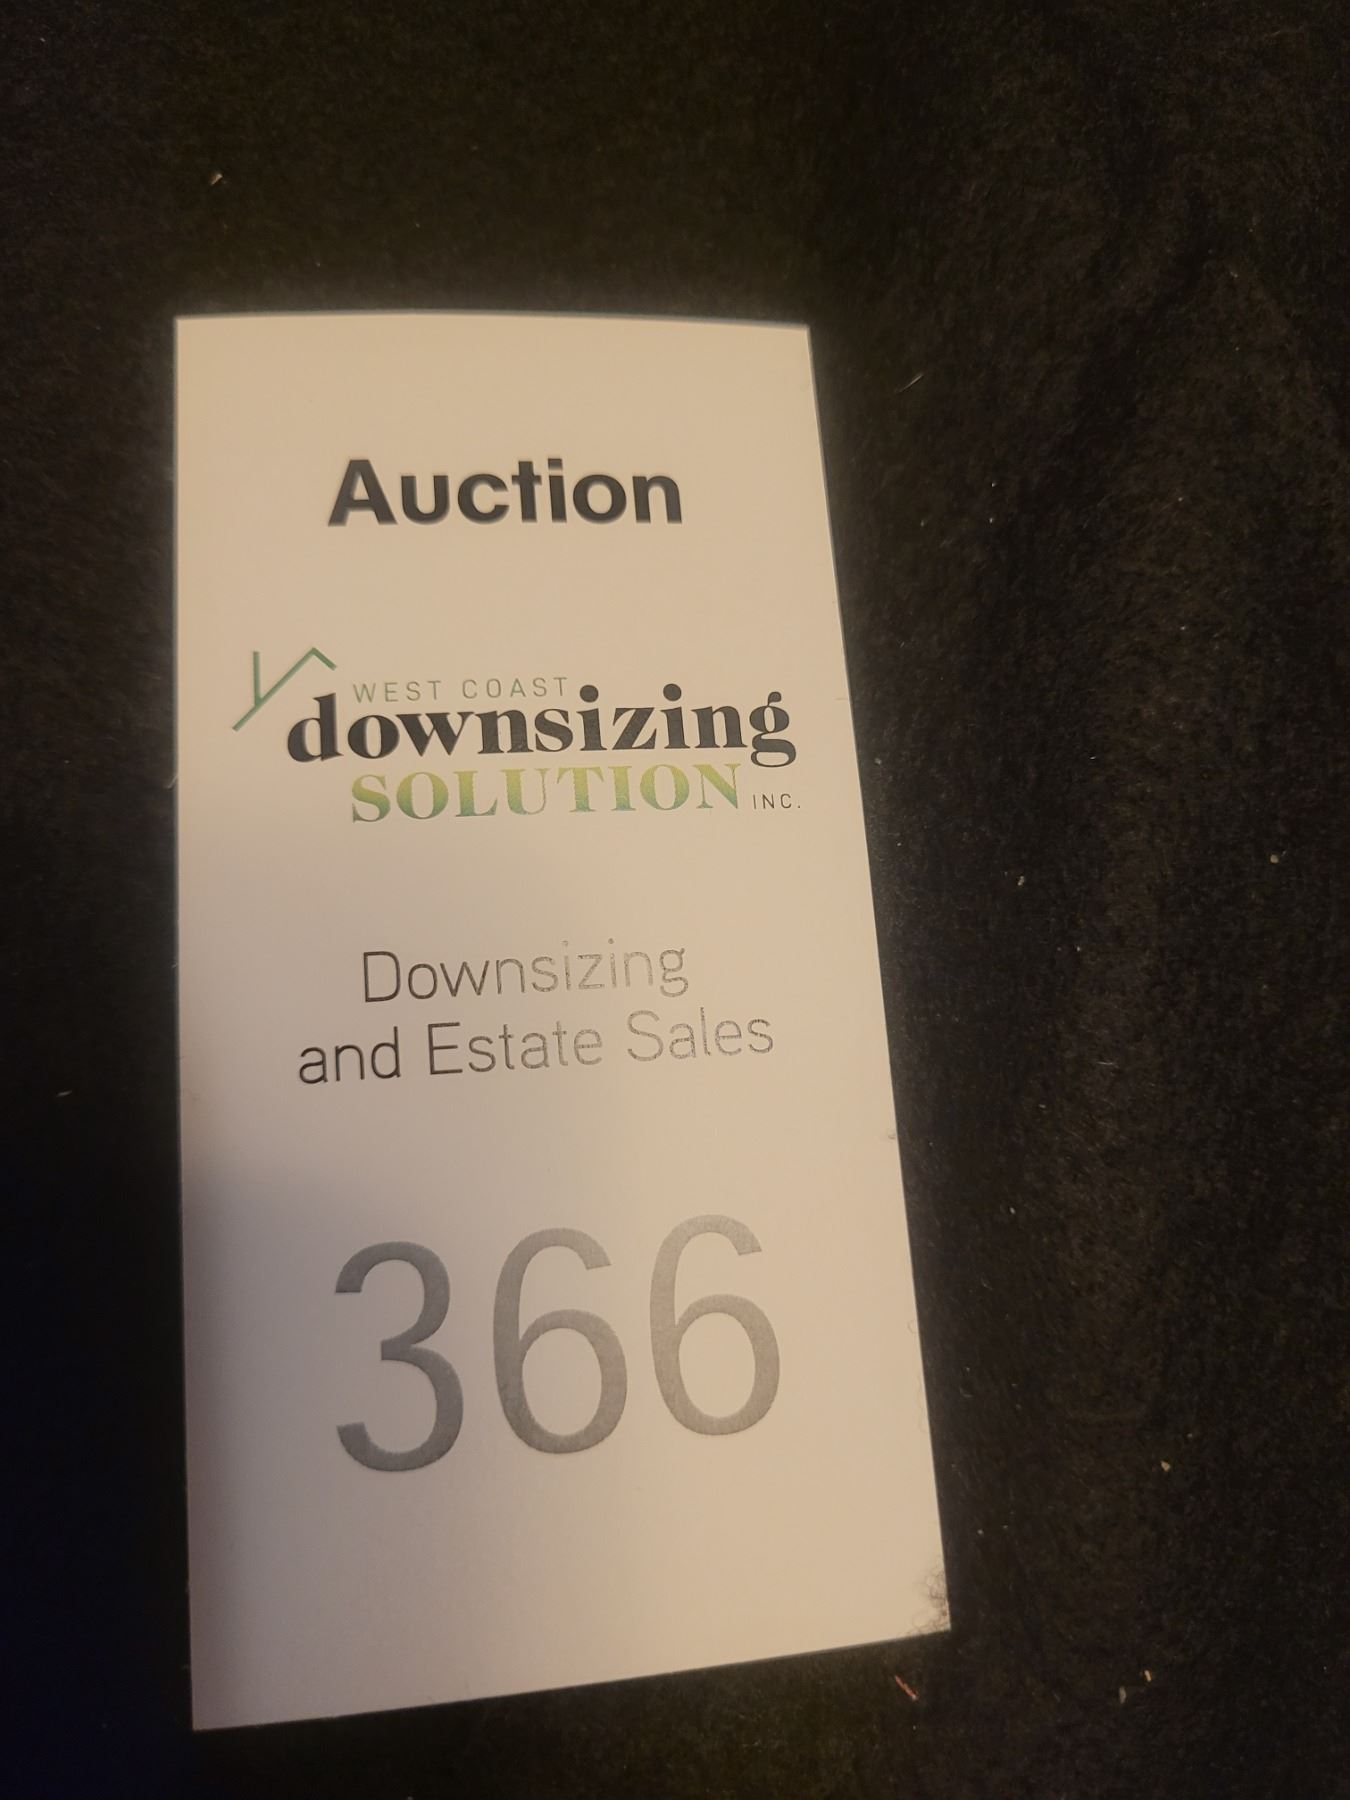 Auction
WEST COAST
downsizing
SOLUTION INC.
Downsizing
and Estate Sales
366